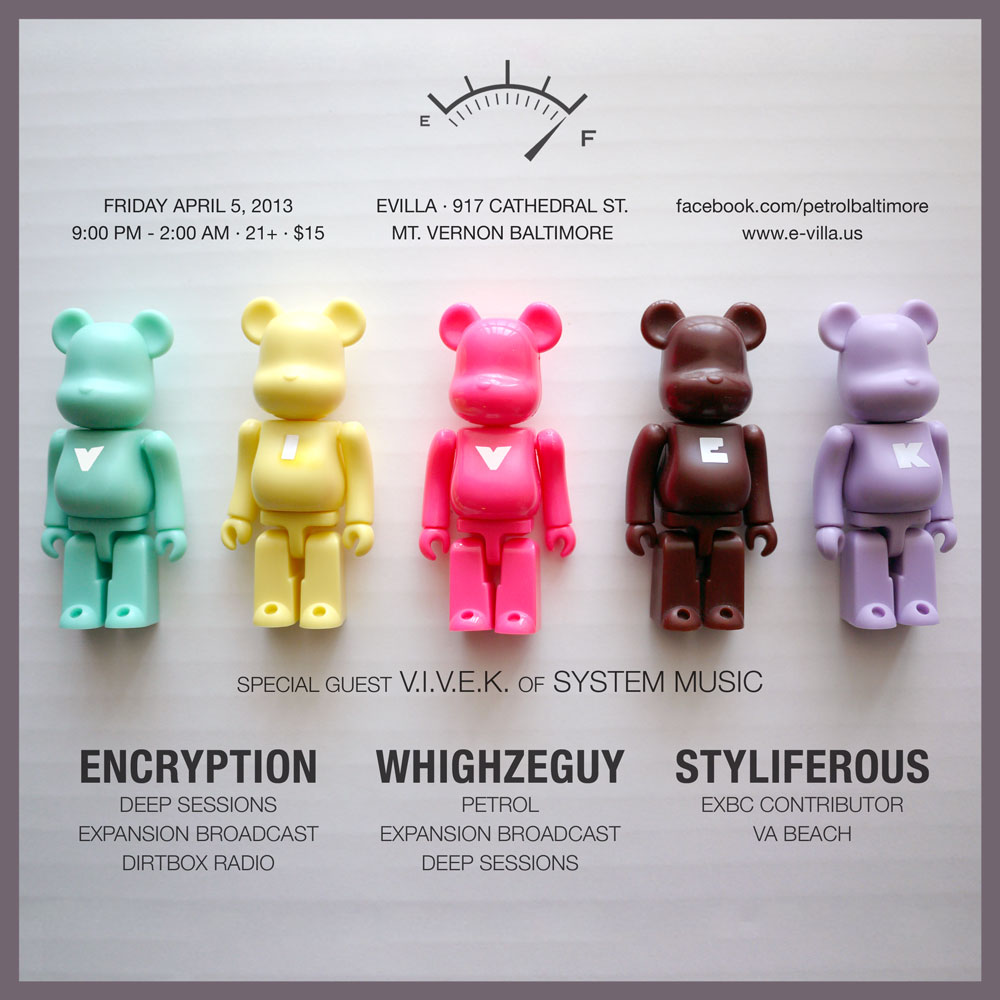 E
F
FRIDAY APRIL 5, 2013
9:00 PM - 2:00 AM · 21+ · $15
EVILLA · 917 CATHEDRAL ST.
MT. VERNON BALTIMORE
facebook.com/petrolbaltimore
www.e-villa.us
V I V E K
SPECIAL GUEST V.I.V.E.K. OF SYSTEM MUSIC
ENCRYPTION
DEEP SESSIONS
EXPANSION BROADCAST
DIRTBOX RADIO
WHIGHZEGUY
PETROL
EXPANSION BROADCAST
DEEP SESSIONS
STYLIFEROUS
EXBC CONTRIBUTOR
VA BEACH